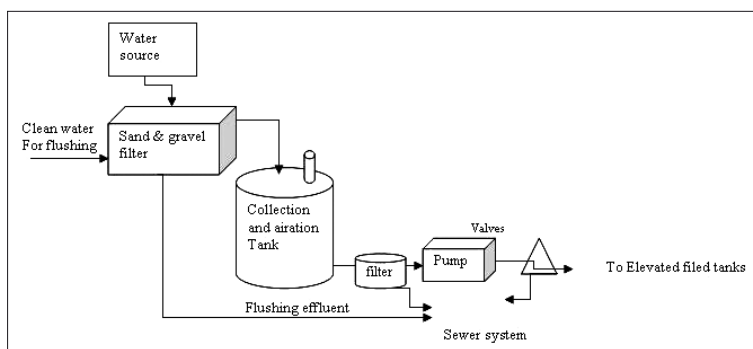 Water
source
Clean water
For flushing
Sand & gravel
filter
Collection
and airation
Tank
Valves
filter
Pump
To Elevated filed tanks
Flushing effluent
Sewer system